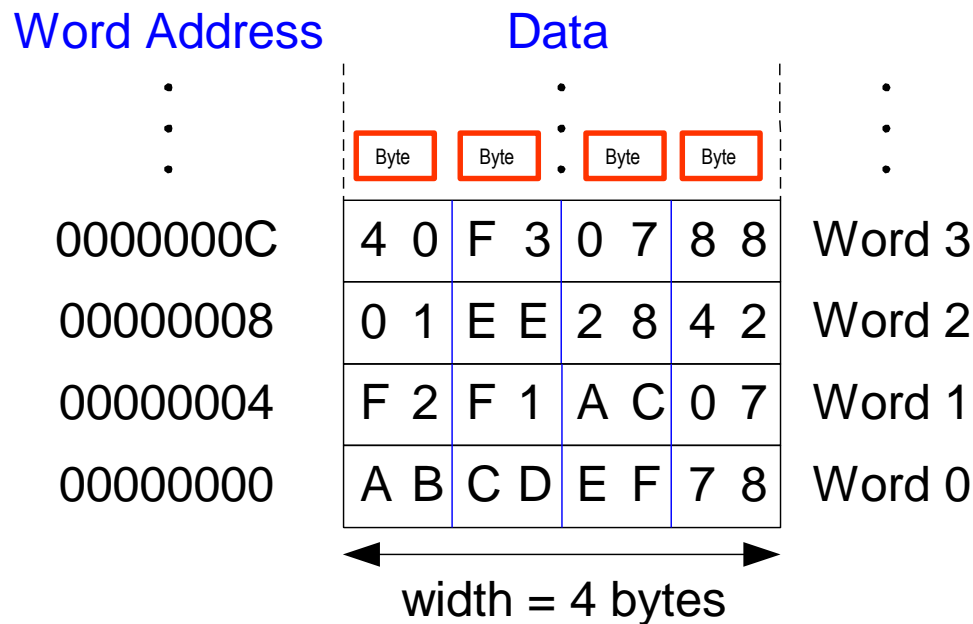 Word Address Data
Byte Byte Byte Byte
0000000C 4 0 F 3 0 7 8 8 Word 3
00000008 0 1 E E 2 8 4 2 Word 2
00000004 F 2 F 1 A C 0 7 Word 1
00000000 A B C D E F 7 8 Word 0
width = 4 bytes